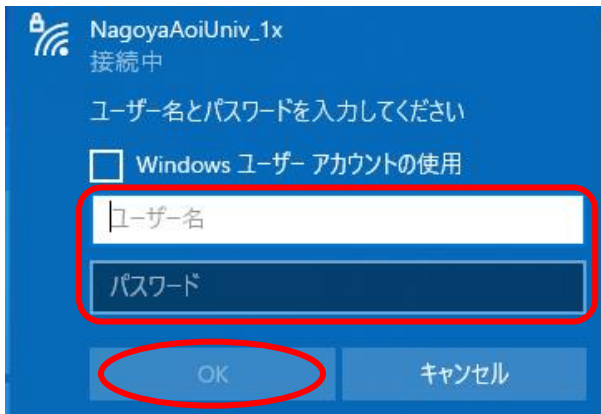 NagoyaAoiUniv_1x
接続中
ユーザー名とパスワードを入力してください
Windows ユーザー アカウントの使用
ユーザー名
パスワード
OK
キャンセル